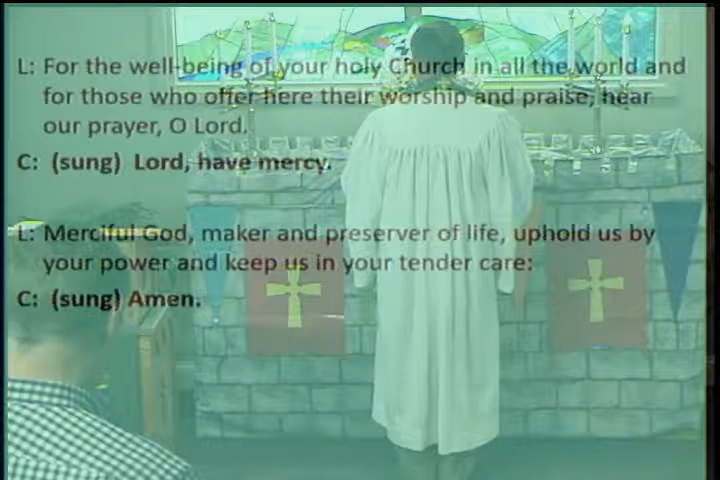 L: For the well-being of your holy Church in all the world and
for those who offer here their worship and praise, hear
our prayer, O Lord.
C: (sung) Lord, have mercy.
L: Merciful God, maker and preserver of life, uphold us by
your power and keep us in your tender care:
C: (sung) Amen.